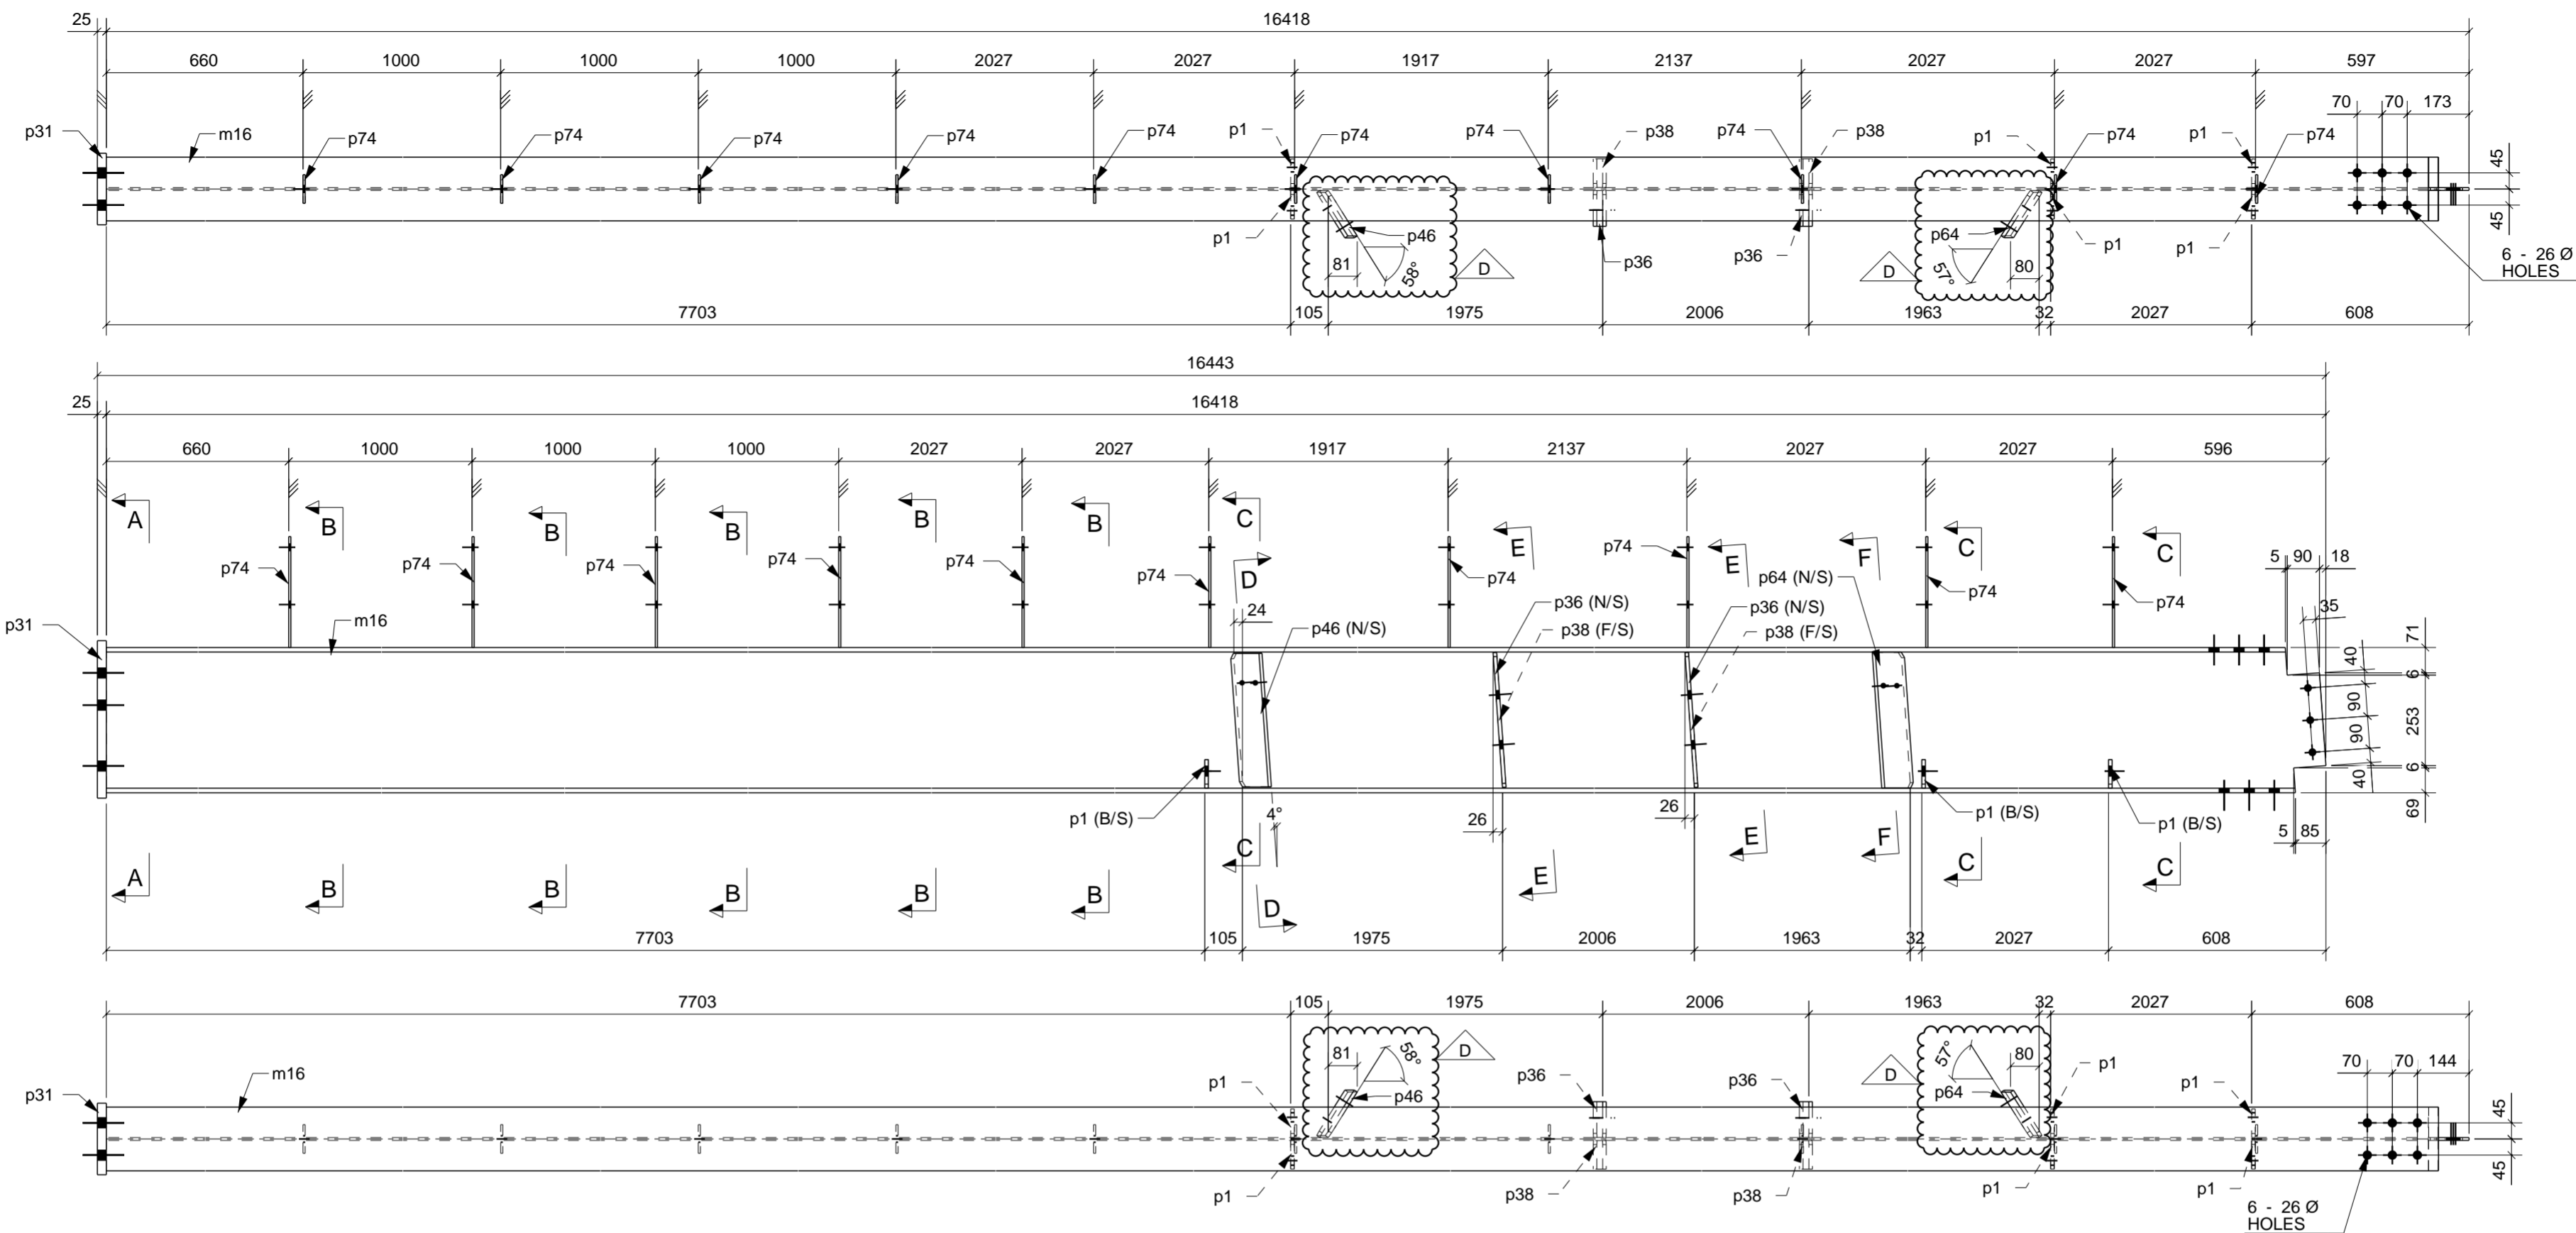 25
16418
660
1000
1000
1000
2027
2027
1917
2137
2027
2027
597
70
70
173
p31
m16
p74
p74
p74
p74
p74
p1
p74
p74
p38
p74
p38
p1
p74
p1
p74
45
45
p1
p46
81
58°
D
p36
p36
D
p64
57°
80
p1
p1
6 - 26 Ø
HOLES
7703
105
1975
2006
1963
32
2027
608
16443
25
16418
660
1000
1000
1000
2027
2027
1917
2137
2027
2027
596
A
B
B
B
B
B
C
E
E
F
C
C
5
90
18
p74
p74
p74
p74
p74
p74
D
p74
p74
p64 (N/S)
p74
p74
24
35
p31
m16
p46 (N/S)
p36 (N/S)
p38 (F/S)
p36 (N/S)
p38 (F/S)
71
40
6
90
253
90
6
40
69
p1 (B/S)
4°
26
26
p1 (B/S)
p1 (B/S)
5
85
A
B
B
B
B
B
C
D
E
E
F
C
C
7703
105
1975
2006
1963
32
2027
608
7703
105
1975
2006
1963
32
2027
608
p31
m16
p1
81
58°
D
p46
p36
p36
D
57°
80
p64
p1
p1
70
70
144
45
45
p1
p38
p38
p1
p1
6 - 26 Ø
HOLES